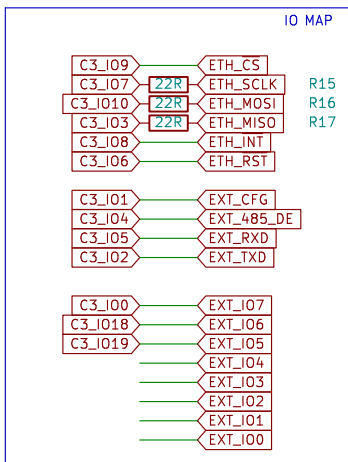 IO MAP
C3_IO9 ETH_CS
C3_IO7 22R ETH_SCLK R15
C3_IO10 22R ETH_MOSI R16
C3_IO3 22R ETH_MISO R17
C3_IO8 ETH_INT
C3_IO6 ETH_RST
C3_IO1 EXT_CFG
C3_IO4 EXT_485_DE
C3_IO5 EXT_RXD
C3_IO2 EXT_TXD
C3_IO0 EXT_IO7
C3_IO18 EXT_IO6
C3_IO19 EXT_IO5
EXT_IO4
EXT_IO3
EXT_IO2
EXT_IO1
EXT_IO0